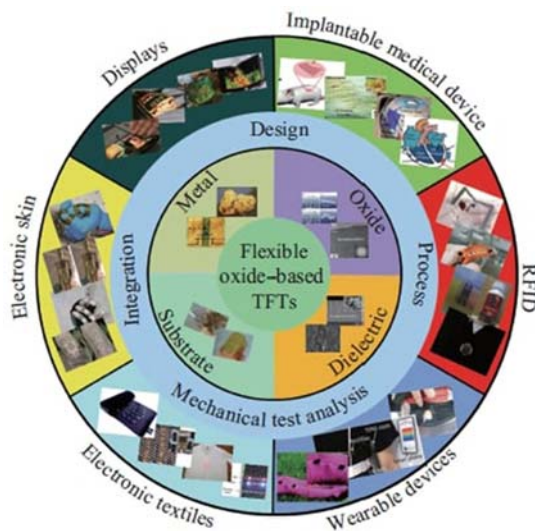 Displays
Implantable medical device
Electronic skin
RFID
Electronic textiles
Wearable devices
Design
Integration
Process
Mechanical test analysis
Metal
Oxide
Substrate
Dielectric
Flexible
oxide-based
TFTs